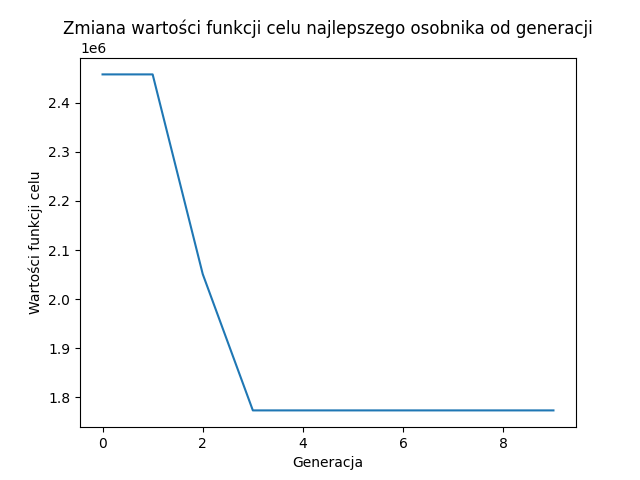 Zmiana wartości funkcji celu najlepszego osobnika od generacji
1e6
2.4
2.3
2.2
2.1
2.0
1.9
1.8
Wartości funkcji celu
0 2 4 6 8
Generacja